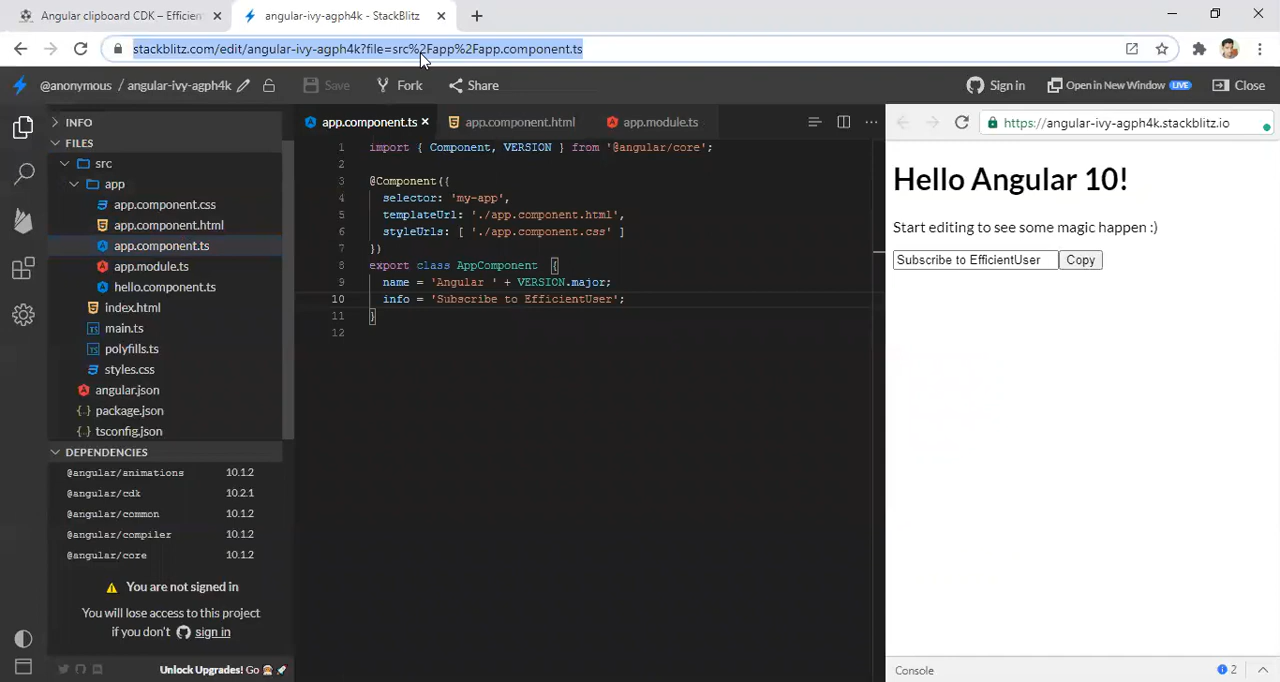 Angular clipboard CDK – Efficien
angular-ivy-agph4k - StackBlitz
stackblitz.com/edit/angular-ivy-agph4k?file=src%2Fapp%2Fapp.component.ts
@anonymous / angular-ivy-agph4k
Save
Fork
Share
Sign in
Open in New Window LIVE
Close
INFO
FILES
src
app
app.component.css
app.component.html
app.component.ts
app.module.ts
hello.component.ts
index.html
main.ts
polyfills.ts
styles.css
angular.json
package.json
tsconfig.json
DEPENDENCIES
@angular/animations 10.1.2
@angular/cdk 10.2.1
@angular/common 10.1.2
@angular/compiler 10.1.2
@angular/core 10.1.2
You are not signed in
You will lose access to this project
if you don't sign in
Unlock Upgrades! Go
app.component.ts
app.component.html
app.module.ts
1 import { Component, VERSION } from '@angular/core';
2
3 @Component({
4 selector: 'my-app',
5 templateUrl: './app.component.html',
6 styleUrls: [ './app.component.css' ]
7 })
8 export class AppComponent {
9 name = 'Angular ' + VERSION.major;
10 info = 'Subscribe to EfficientUser';
11 }
12
https://angular-ivy-agph4k.stackblitz.io
Hello Angular 10!
Start editing to see some magic happen :)
Subscribe to EfficientUser
Copy
Console
2